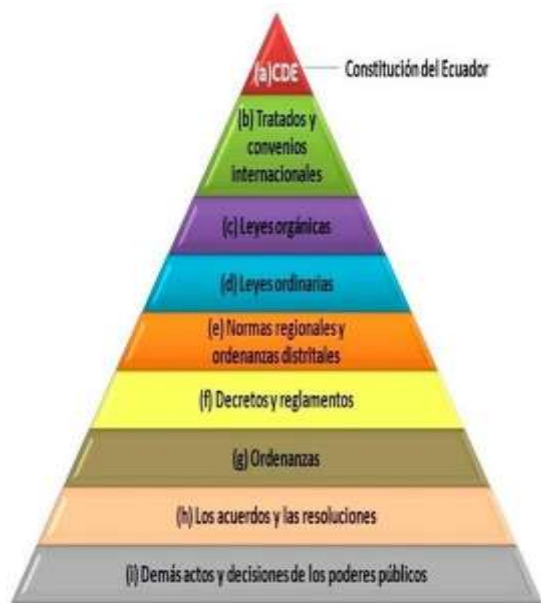 (a)CDE
Constitución del Ecuador
(b) Tratados y
convenios
internacionales
(c) Leyes orgánicas
(d) Leyes ordinarias
(e) Normas regionales y
ordenanzas distritales
(f) Decretos y reglamentos
(g) Ordenanzas
(h) Los acuerdos y las resoluciones
(i) Demás actos y decisiones de los poderes públicos